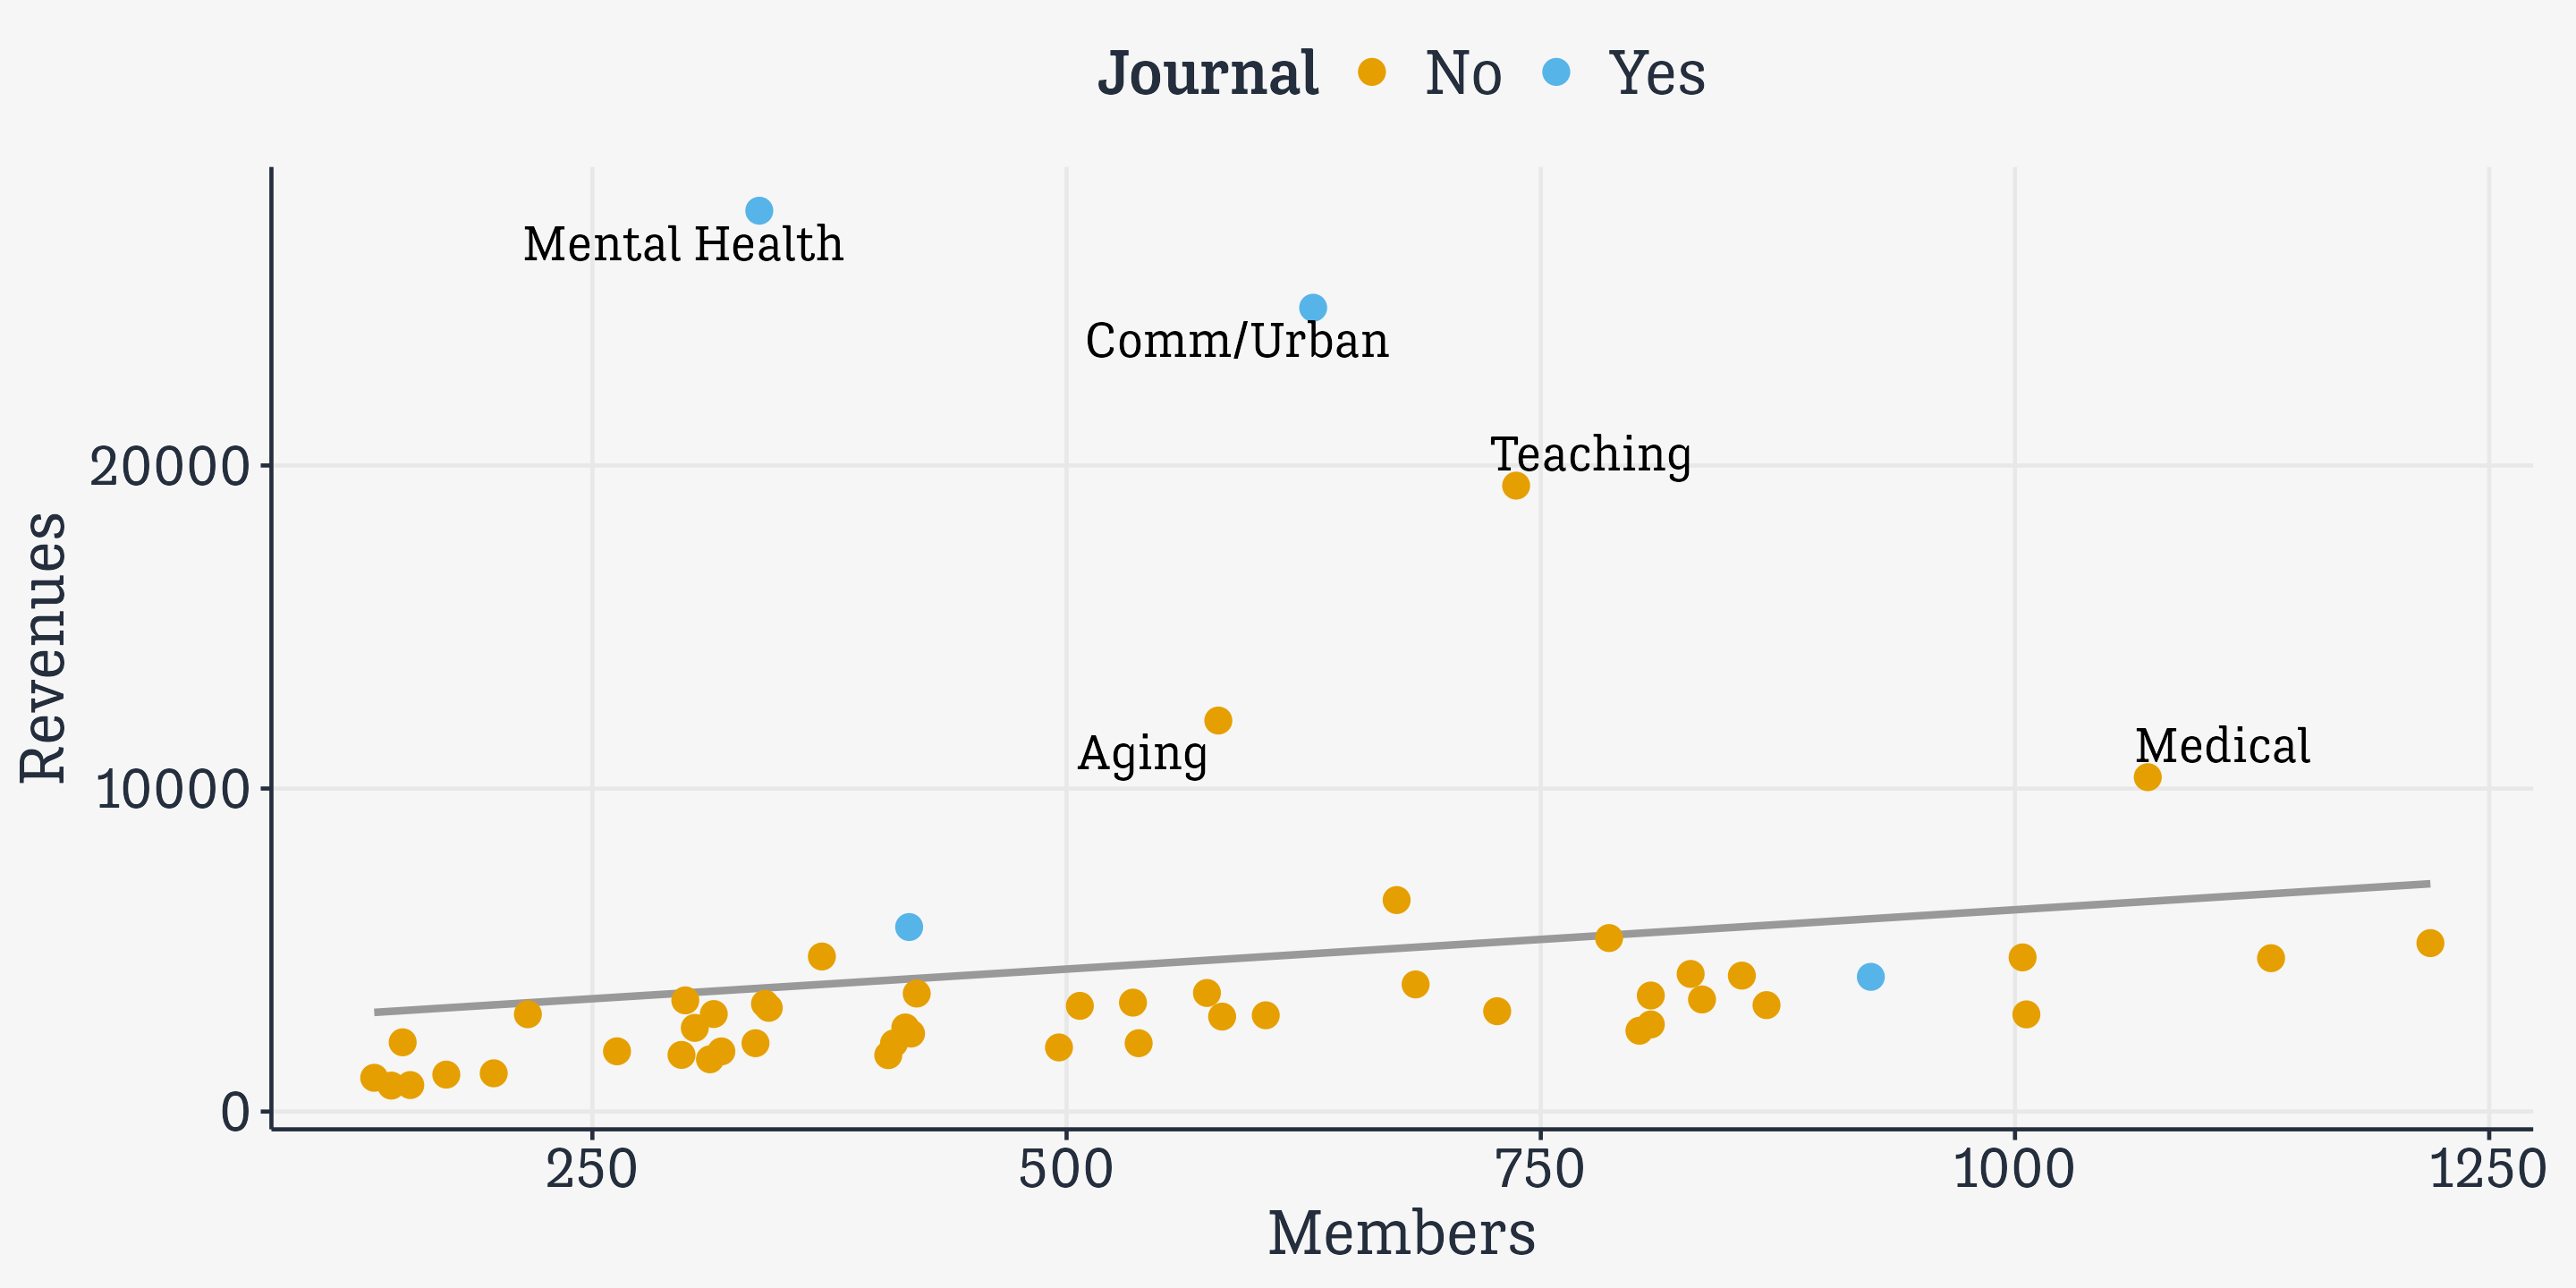 Journal No Yes
Mental Health
Comm/Urban
Teaching
Aging
Medical
Revenues
20000
10000
0
250 500 750 1000 1250
Members